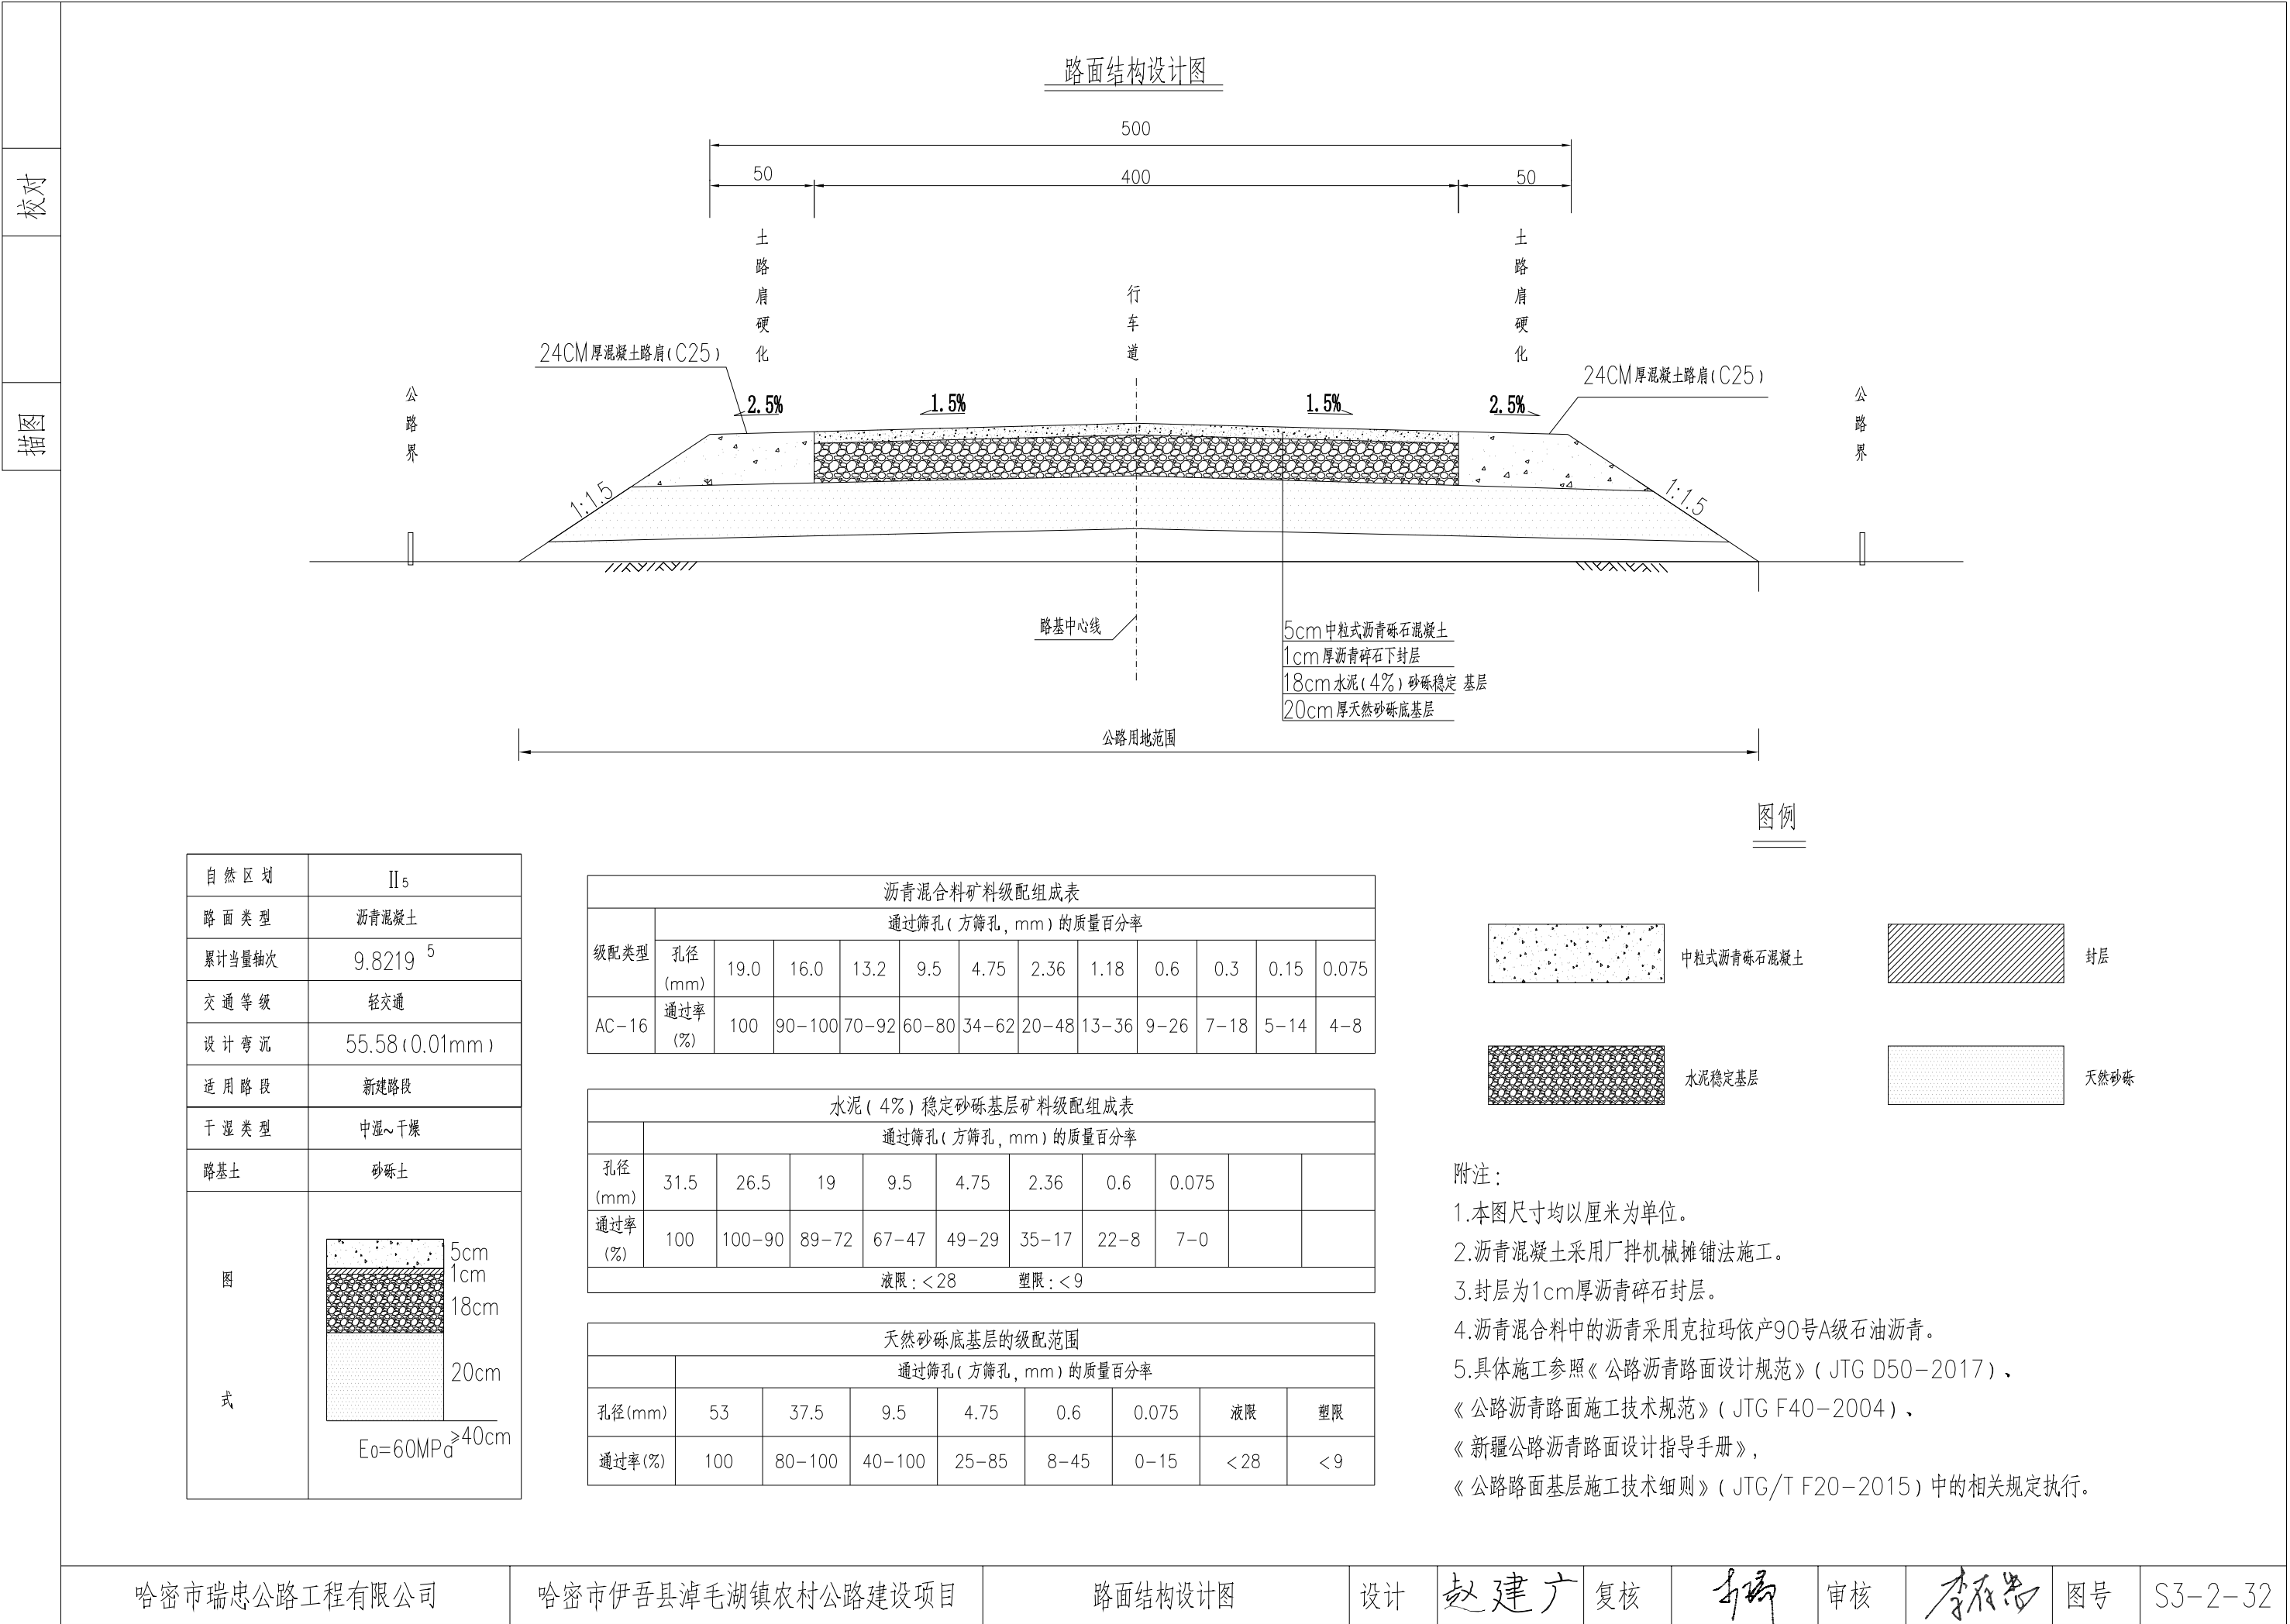 路面结构设计图
500
50
400
50
校对
描图
土路肩硬化
行车道
土路肩硬化
24CM厚混凝土路肩(C25)
24CM厚混凝土路肩(C25)
公路界
公路界
2.5%
1.5%
1.5%
2.5%
1:1.5
1:1.5
路基中心线
5cm中粒式沥青砾石混凝土
1cm厚沥青碎石下封层
18cm水泥(4%)砂砾稳定 基层
20cm厚天然砂砾底基层
公路用地范围
自然区划 II5
路面类型 沥青混凝土
累计当量轴次 9.8219 5
交通等级 轻交通
设计弯沉 55.58(0.01mm)
适用路段 新建路段
干湿类型 中湿~干燥
路基土 砂砾土
图式
5cm
1cm
18cm
20cm
≥40cm
E0=60MPa
沥青混合料矿料级配组成表
级配类型 通过筛孔(方筛孔,mm)的质量百分率
孔径(mm) 19.0 16.0 13.2 9.5 4.75 2.36 1.18 0.6 0.3 0.15 0.075
AC-16 通过率(%) 100 90-100 70-92 60-80 34-62 20-48 13-36 9-26 7-18 5-14 4-8
水泥(4%)稳定砂砾基层矿料级配组成表
通过筛孔(方筛孔,mm)的质量百分率
孔径(mm) 31.5 26.5 19 9.5 4.75 2.36 0.6 0.075
通过率(%) 100 100-90 89-72 67-47 49-29 35-17 22-8 7-0
液限:<28 塑限:<9
天然砂砾底基层的级配范围
通过筛孔(方筛孔,mm)的质量百分率
孔径(mm) 53 37.5 9.5 4.75 0.6 0.075 液限 塑限
通过率(%) 100 80-100 40-100 25-85 8-45 0-15 <28 <9
图例
中粒式沥青砾石混凝土
封层
水泥稳定基层
天然砂砾
附注:
1.本图尺寸均以厘米为单位。
2.沥青混凝土采用厂拌机械摊铺法施工。
3.封层为1cm厚沥青碎石封层。
4.沥青混合料中的沥青采用克拉玛依产90号A级石油沥青。
5.具体施工参照《公路沥青路面设计规范》(JTG D50-2017)、
《公路沥青路面施工技术规范》(JTG F40-2004)、
《新疆公路沥青路面设计指导手册》,
《公路路面基层施工技术细则》(JTG/T F20-2015)中的相关规定执行。
哈密市瑞忠公路工程有限公司 哈密市伊吾县淖毛湖镇农村公路建设项目 路面结构设计图 设计 赵建广 复核 审核 图号 S3-2-32